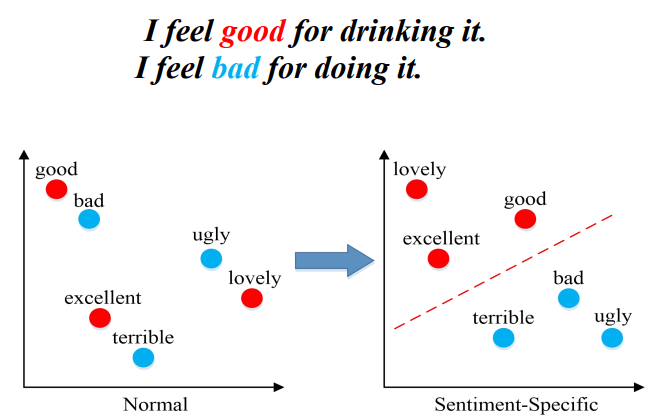 I feel good for drinking it.
I feel bad for doing it.
good
bad
ugly
lovely
excellent
terrible
Normal
lovely
good
excellent
bad
terrible
ugly
Sentiment-Specific